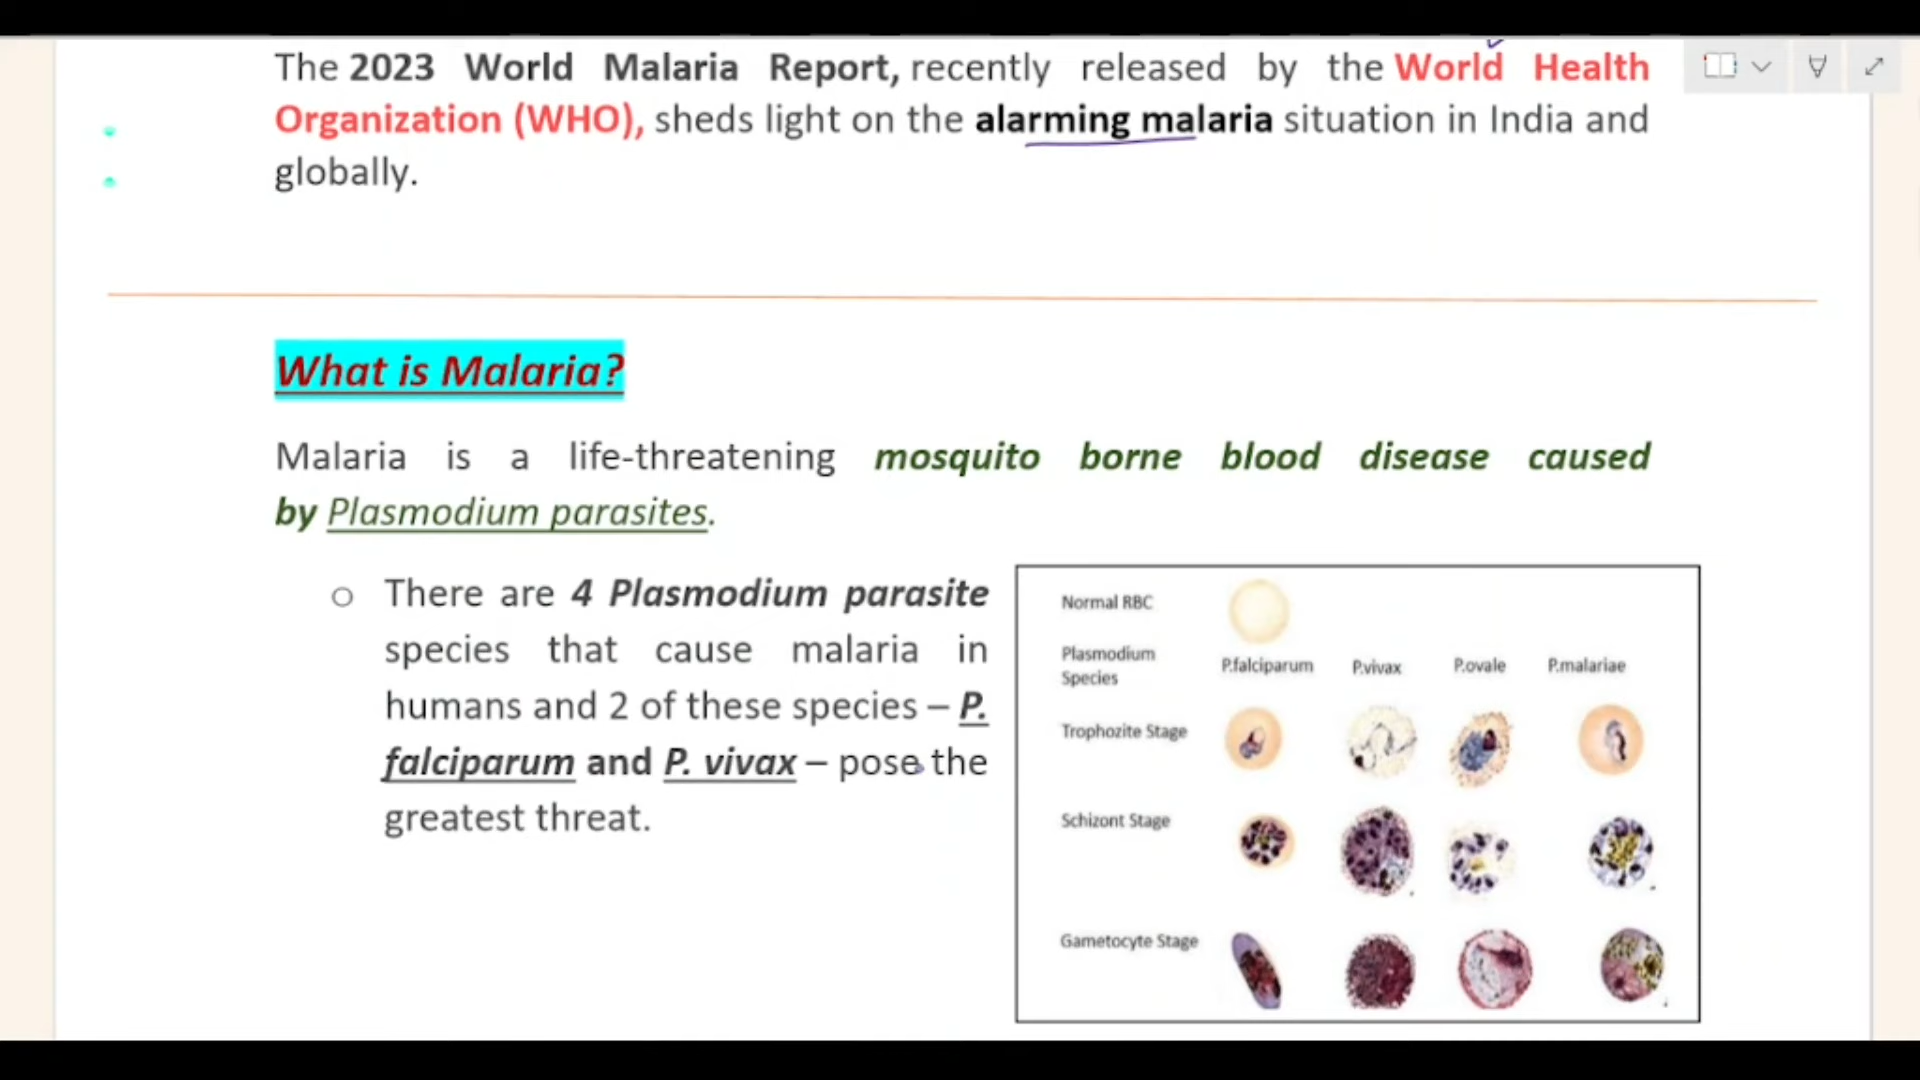 The 2023 World Malaria Report, recently released by the World Health
Organization (WHO), sheds light on the alarming malaria situation in India and
globally.
What is Malaria?
Malaria is a life-threatening mosquito borne blood disease caused
by Plasmodium parasites.
o There are 4 Plasmodium parasite
species that cause malaria in
humans and 2 of these species – P.
falciparum and P. vivax – pose the
greatest threat.
Normal RBC
Plasmodium
Species
P.falciparum P.vivax P.ovale P.malariae
Trophozite Stage
Schizont Stage
Gametocyte Stage